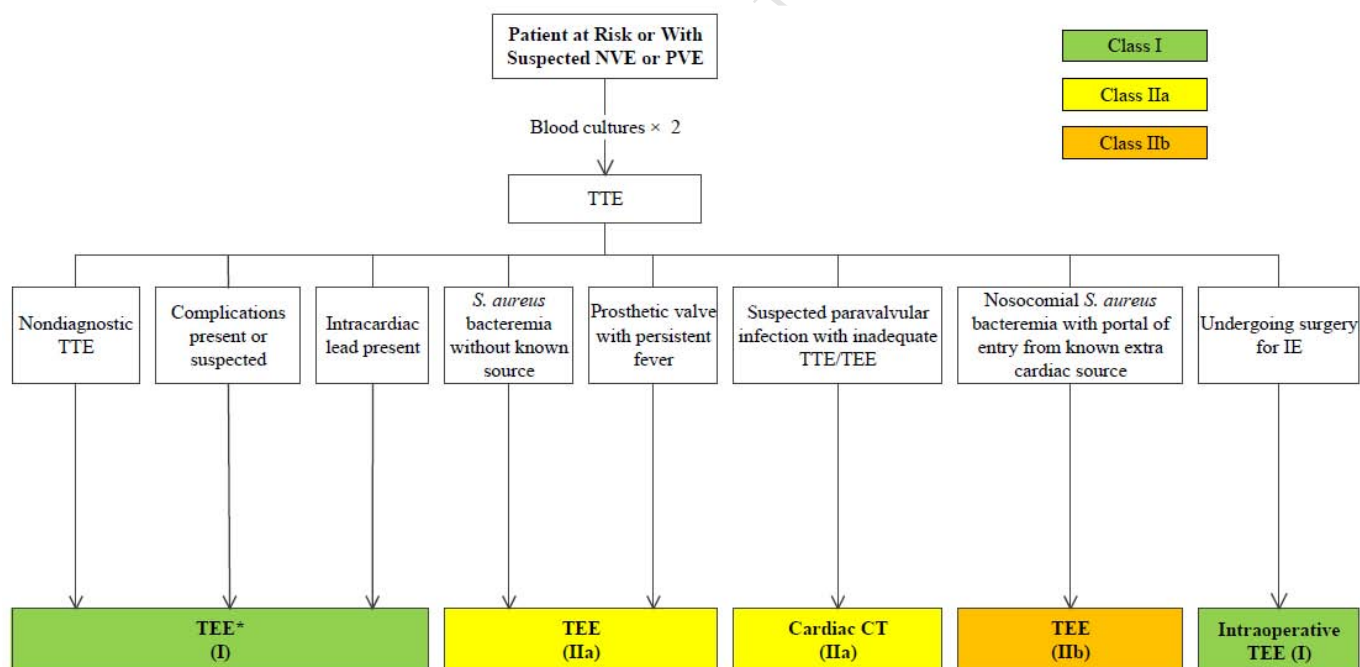 Patient at Risk or With
Suspected NVE or PVE
Class I
Class IIa
Class IIb
Blood cultures × 2
TTE
Nondiagnostic
TTE
Complications
present or
suspected
Intracardiac
lead present
S. aureus
bacteremia
without known
source
Prosthetic valve
with persistent
fever
Suspected paravalvular
infection with inadequate
TTE/TEE
Nosocomial S. aureus
bacteremia with portal of
entry from known extra
cardiac source
Undergoing surgery
for IE
TEE*
(I)
TEE
(IIa)
Cardiac CT
(IIa)
TEE
(IIb)
Intraoperative
TEE (I)